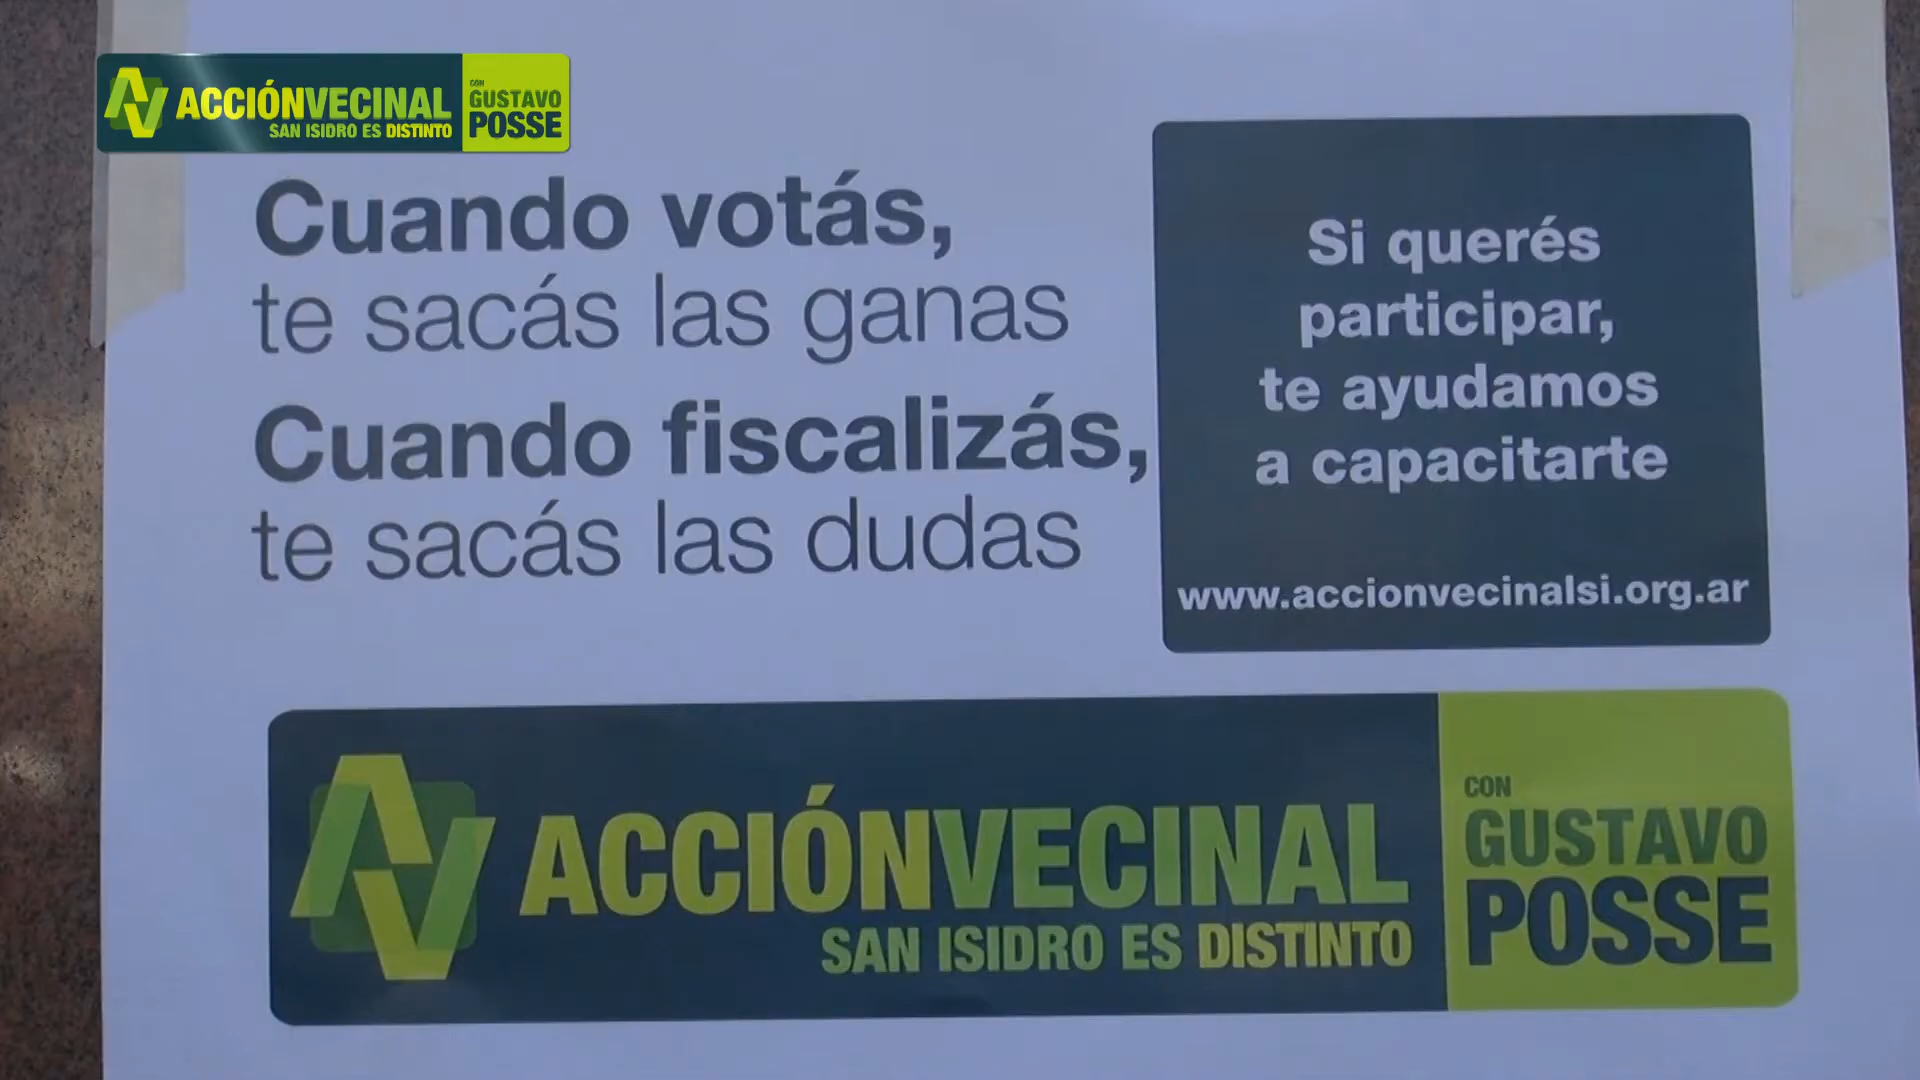 ACCIÓNVECINAL
SAN ISIDRO ES DISTINTO
CON
GUSTAVO
POSSE
Cuando votás,
te sacás las ganas
Cuando fiscalizás,
te sacás las dudas
Si querés
participar,
te ayudamos
a capacitarte
www.accionvecinalsi.org.ar
ACCIÓNVECINAL
SAN ISIDRO ES DISTINTO
CON
GUSTAVO
POSSE